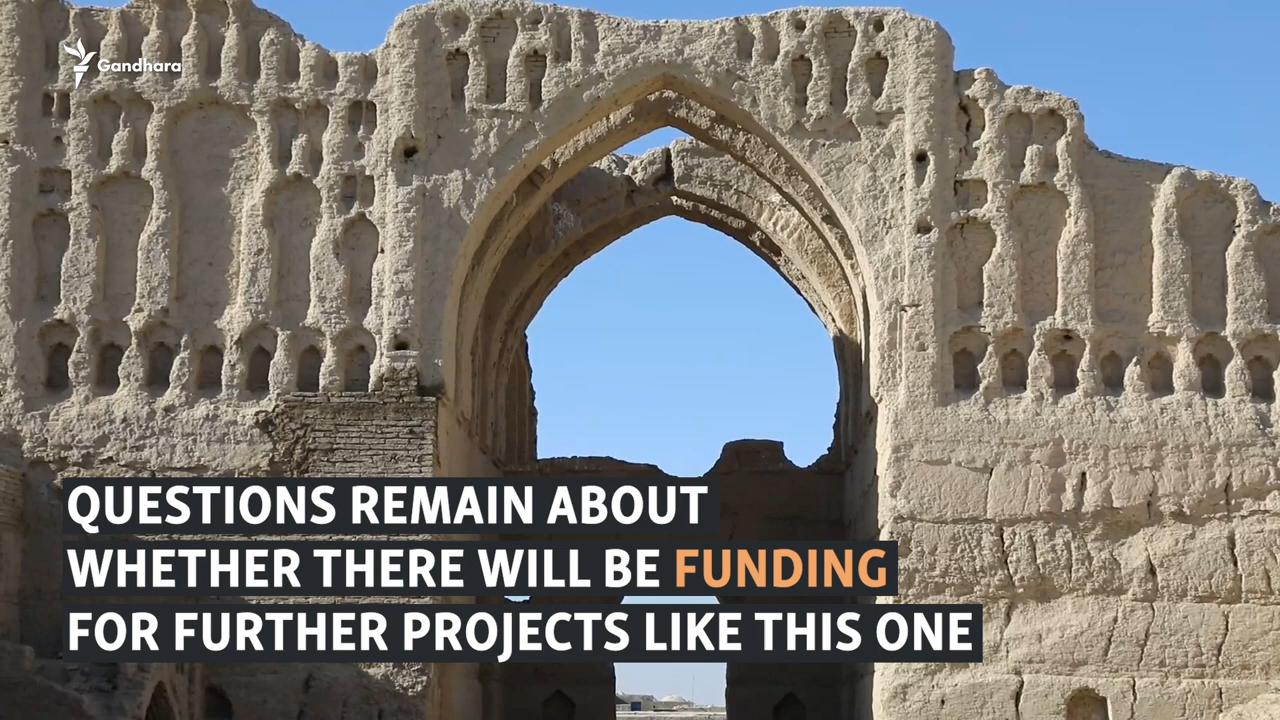 Gandhara
QUESTIONS REMAIN ABOUT
WHETHER THERE WILL BE FUNDING
FOR FURTHER PROJECTS LIKE THIS ONE